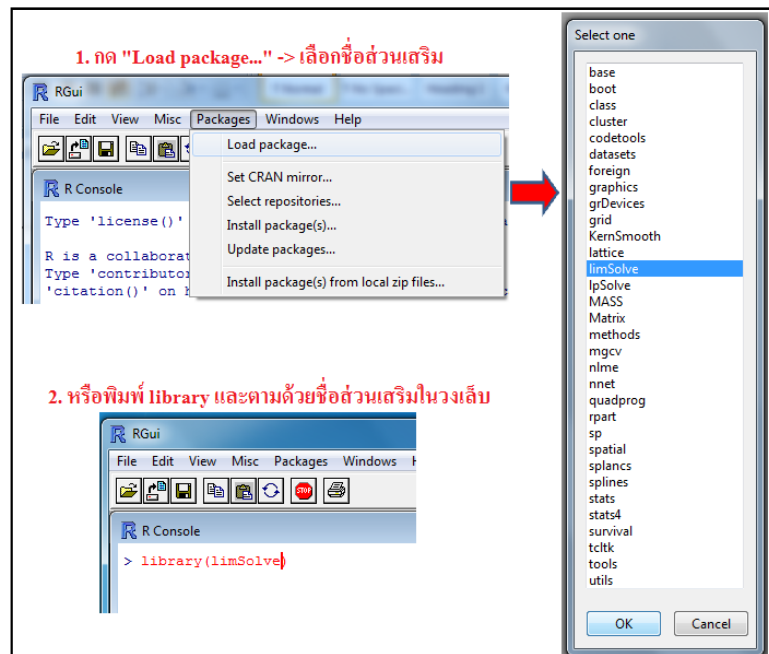 1. กด "Load package..." -> เลือกชื่อส่วนเสริม
RGui
File Edit View Misc Packages Windows Help
Load package...
Set CRAN mirror...
Select repositories...
Install package(s)...
Update packages...
Install package(s) from local zip files...
R Console
Type 'license()'
R is a collaborat
Type 'contributor
'citation()' on
2. หรือพิมพ์ library และตามด้วยชื่อส่วนเสริมในวงเล็บ
RGui
File Edit View Misc Packages Windows
STOP
R Console
> library(limSolve)
Select one
base
boot
class
cluster
codetools
datasets
foreign
graphics
grDevices
grid
KernSmooth
lattice
limSolve
lpSolve
MASS
Matrix
methods
mgcv
nlme
nnet
quadprog
rpart
sp
spatial
splancs
splines
stats
stats4
survival
tcltk
tools
utils
OK Cancel